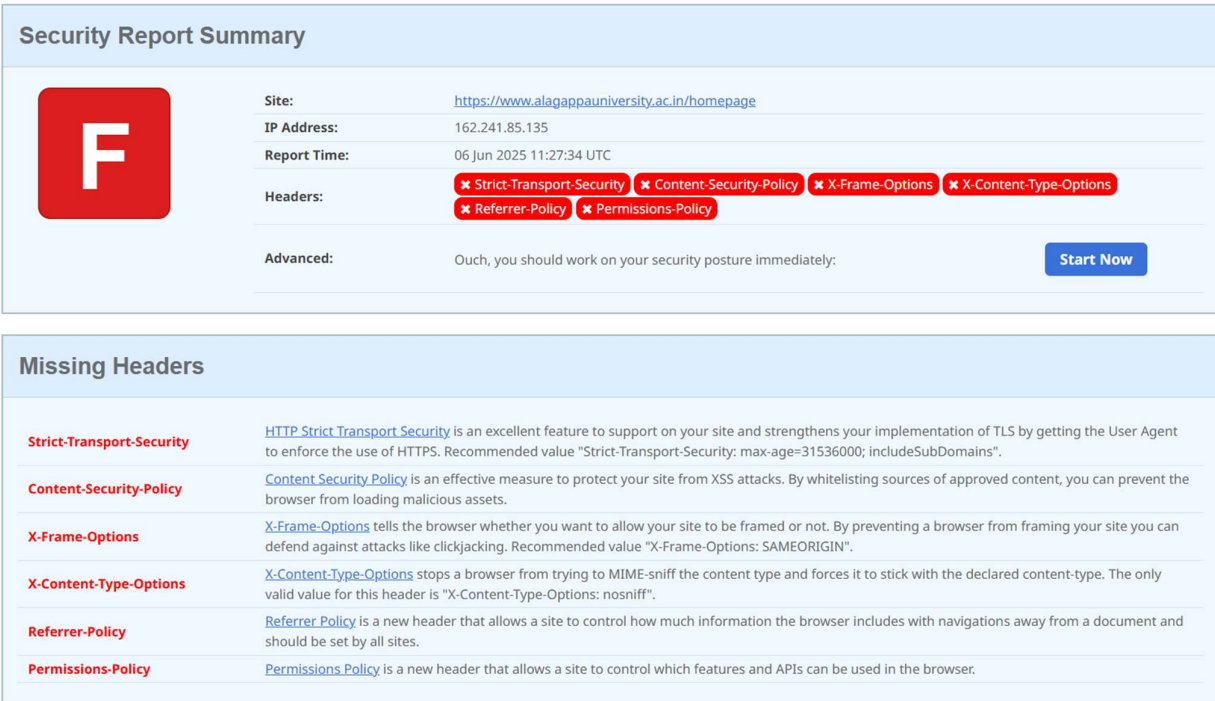 Security Report Summary
F
Site: https://www.alagappauniversity.ac.in/homepage
IP Address: 162.241.85.135
Report Time: 06 Jun 2025 11:27:34 UTC
Headers: ✖ Strict-Transport-Security ✖ Content-Security-Policy ✖ X-Frame-Options ✖ X-Content-Type-Options
✖ Referrer-Policy ✖ Permissions-Policy
Advanced: Ouch, you should work on your security posture immediately: Start Now
Missing Headers
Strict-Transport-Security HTTP Strict Transport Security is an excellent feature to support on your site and strengthens your implementation of TLS by getting the User Agent
to enforce the use of HTTPS. Recommended value "Strict-Transport-Security: max-age=31536000; includeSubDomains".
Content-Security-Policy Content Security Policy is an effective measure to protect your site from XSS attacks. By whitelisting sources of approved content, you can prevent the
browser from loading malicious assets.
X-Frame-Options X-Frame-Options tells the browser whether you want to allow your site to be framed or not. By preventing a browser from framing your site you can
defend against attacks like clickjacking. Recommended value "X-Frame-Options: SAMEORIGIN".
X-Content-Type-Options X-Content-Type-Options stops a browser from trying to MIME-sniff the content type and forces it to stick with the declared content-type. The only
valid value for this header is "X-Content-Type-Options: nosniff".
Referrer-Policy Referrer Policy is a new header that allows a site to control how much information the browser includes with navigations away from a document and
should be set by all sites.
Permissions-Policy Permissions Policy is a new header that allows a site to control which features and APIs can be used in the browser.